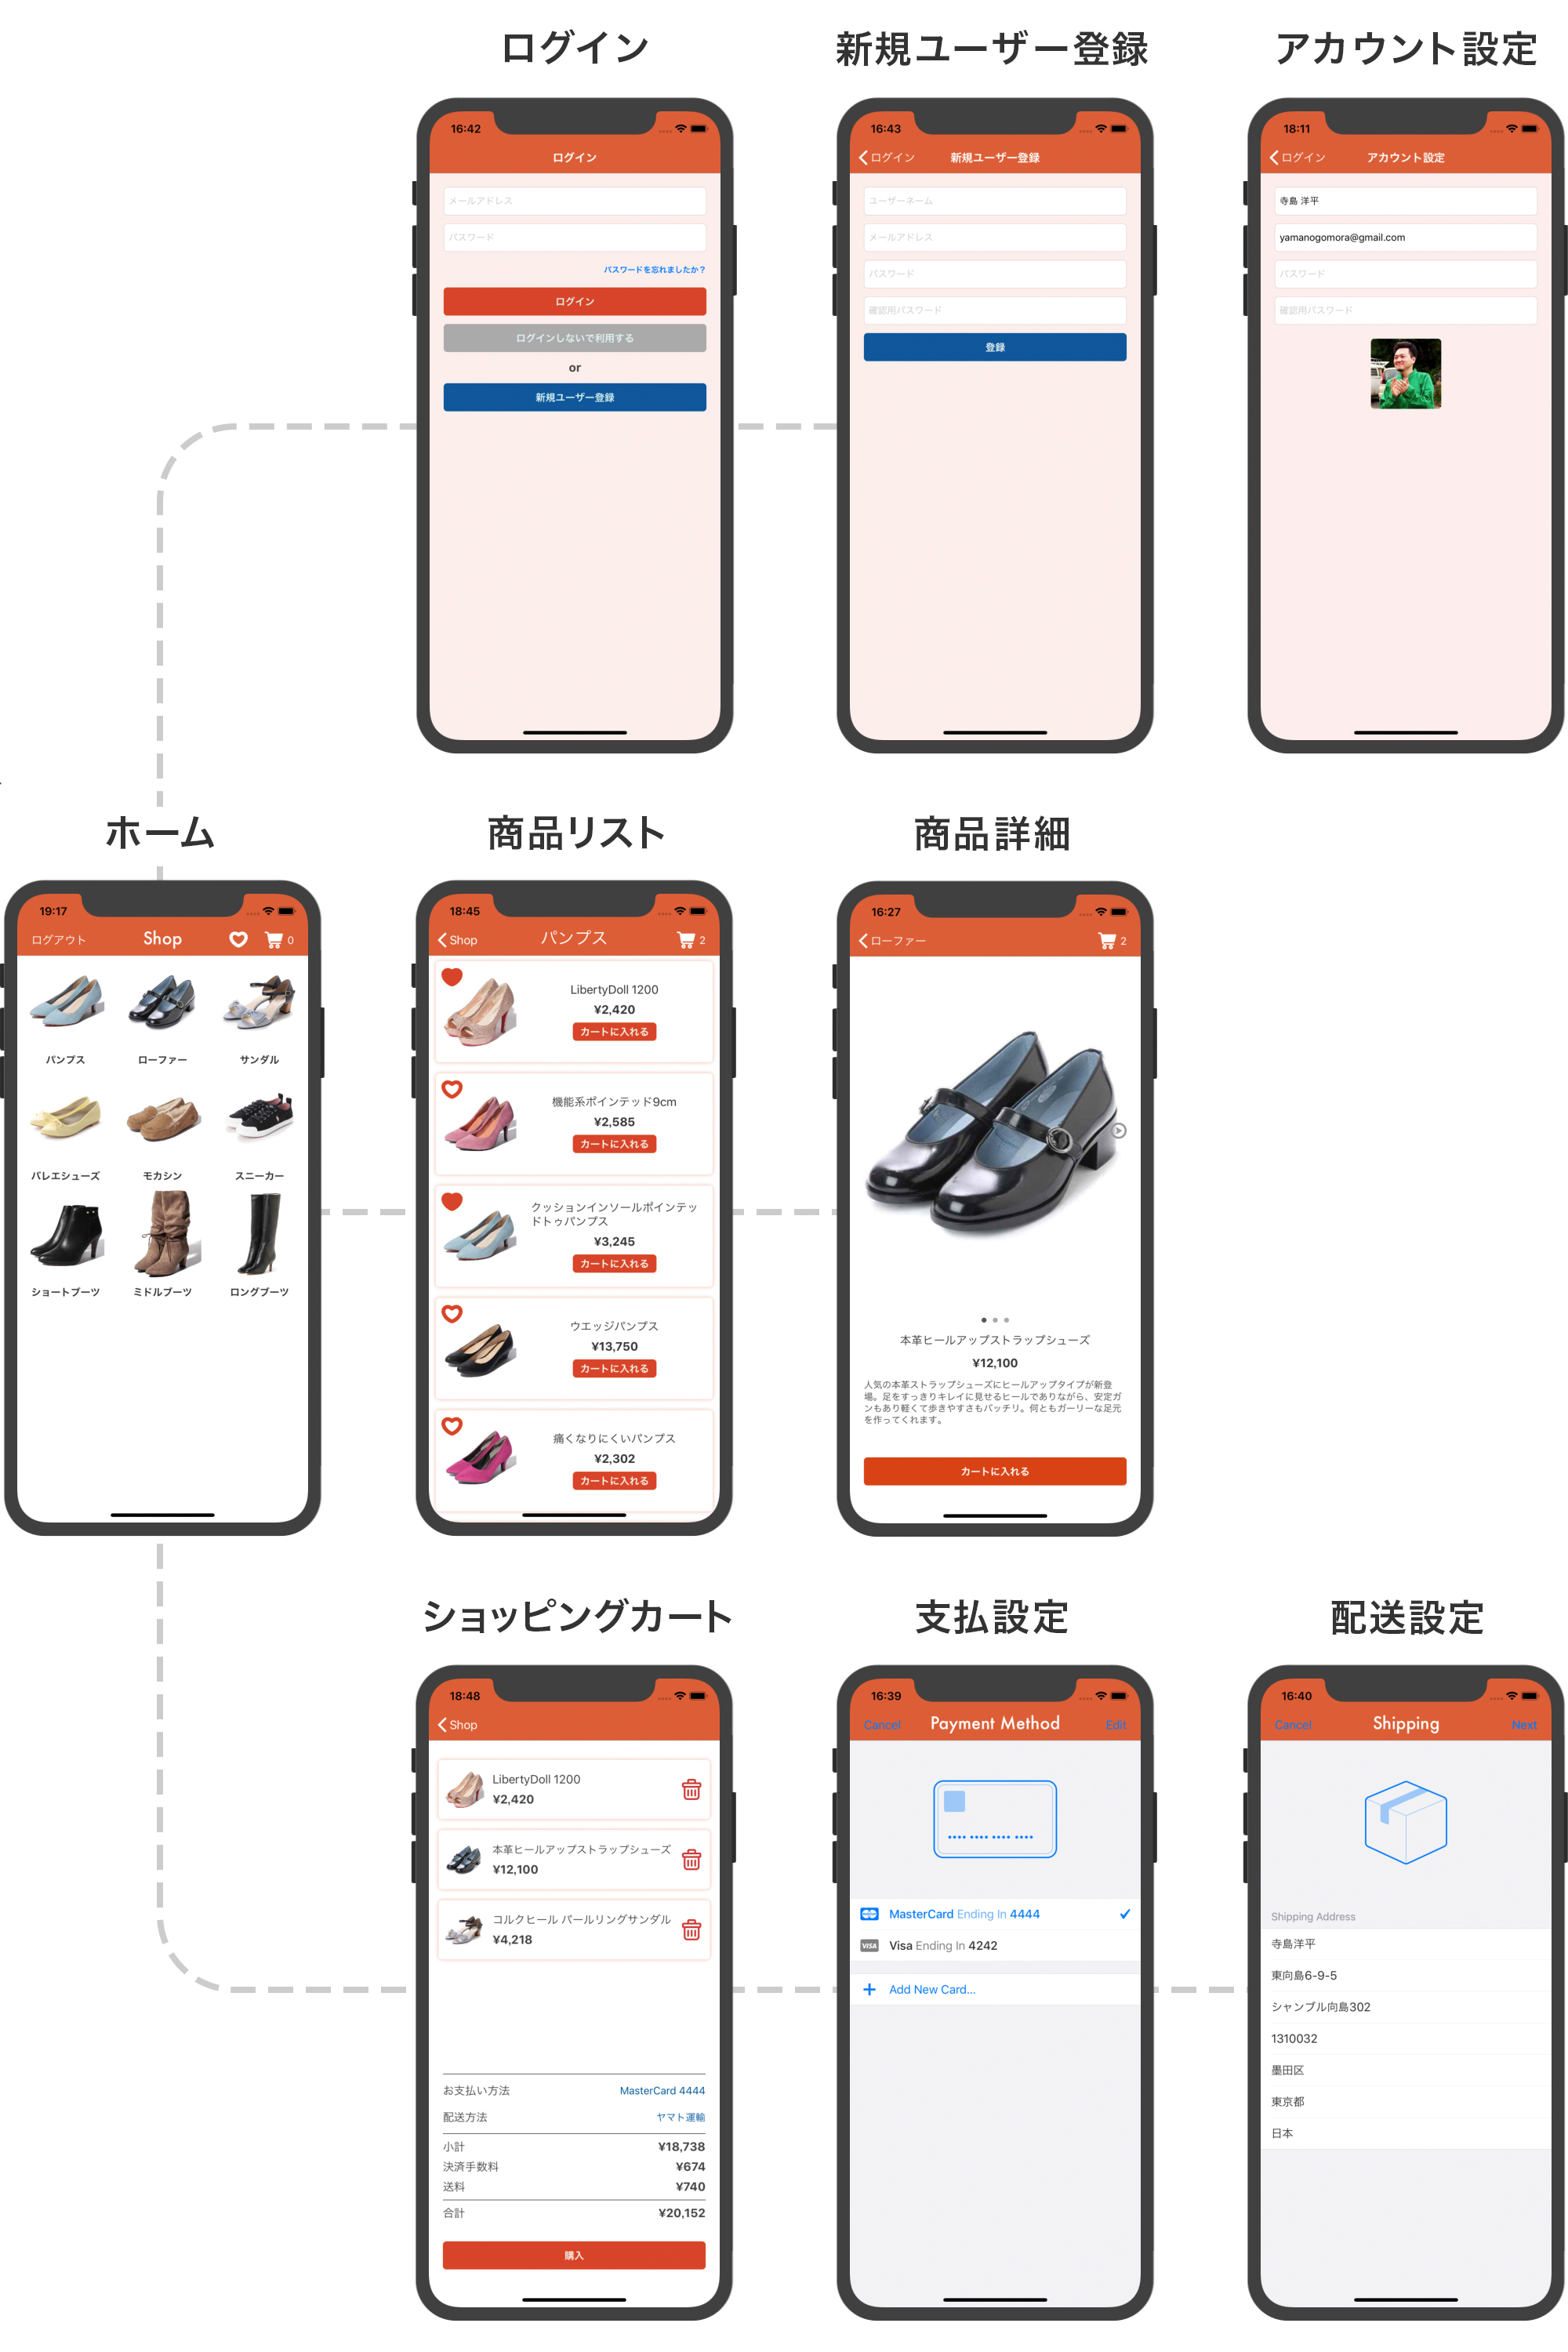 ログイン
新規ユーザー登録
アカウント設定
16:42
ログイン
メールアドレス
パスワード
パスワードを忘れましたか？
ログイン
ログインしないで利用する
or
新規ユーザー登録
16:43
ログイン
新規ユーザー登録
ユーザーネーム
メールアドレス
パスワード
確認用パスワード
登録
18:11
ログイン
アカウント設定
寺島 洋平
yamanogomora@gmail.com
パスワード
確認用パスワード
ホーム
商品リスト
商品詳細
19:17
ログアウト
Shop
0
パンプス
ローファー
サンダル
バレエシューズ
モカシン
スニーカー
ショートブーツ
ミドルブーツ
ロングブーツ
18:45
Shop
パンプス
2
LibertyDoll 1200
¥2,420
カートに入れる
機能系ポインテッド9cm
¥2,585
カートに入れる
クッションインソールポインテッ
ドトゥパンプス
¥3,245
カートに入れる
ウエッジパンプス
¥13,750
カートに入れる
痛くなりにくいパンプス
¥2,302
カートに入れる
16:27
ローファー
2
本革ヒールアップストラップシューズ
¥12,100
人気の本革ストラップシューズにヒールアップタイプが新登
場。足をすっきりキレイに見せるヒールでありながら、安定ガ
ンもあり軽くて歩きやすさもバッチリ。何ともガーリーな足元
を作ってくれます。
カートに入れる
ショッピングカート
支払設定
配送設定
18:48
Shop
LibertyDoll 1200
¥2,420
本革ヒールアップストラップシューズ
¥12,100
コルクヒール パールリングサンダル
¥4,218
お支払い方法
MasterCard 4444
配送方法
ヤマト運輸
小計
¥18,738
決済手数料
¥674
送料
¥740
合計
¥20,152
購入
16:39
Cancel
Payment Method
Edit
MasterCard Ending In 4444
VISA
Visa Ending In 4242
Add New Card...
16:40
Cancel
Shipping
Next
Shipping Address
寺島洋平
東向島6-9-5
シャンブル向島302
1310032
墨田区
東京都
日本